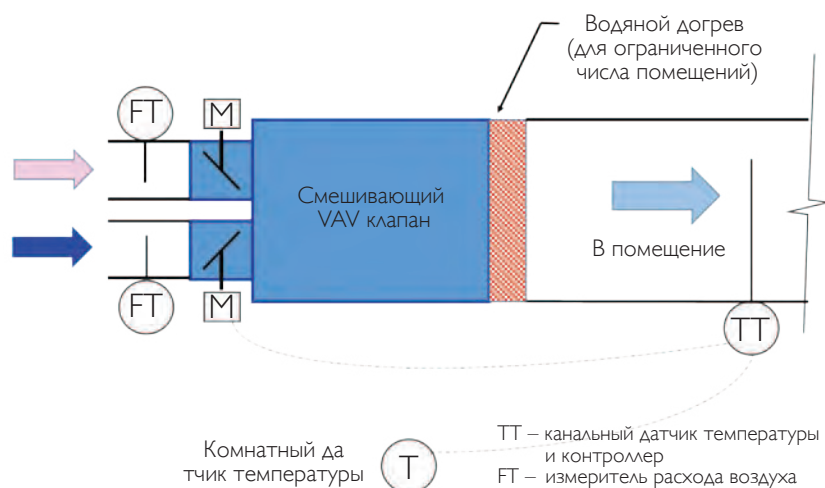 Водяной догрев
(для ограниченного
числа помещений)
FT
M
Смешивающий
VAV клапан
В помещение
FT
M
TT
Комнатный да
тчик температуры
T
TT – канальный датчик температуры
и контроллер
FT – измеритель расхода воздуха